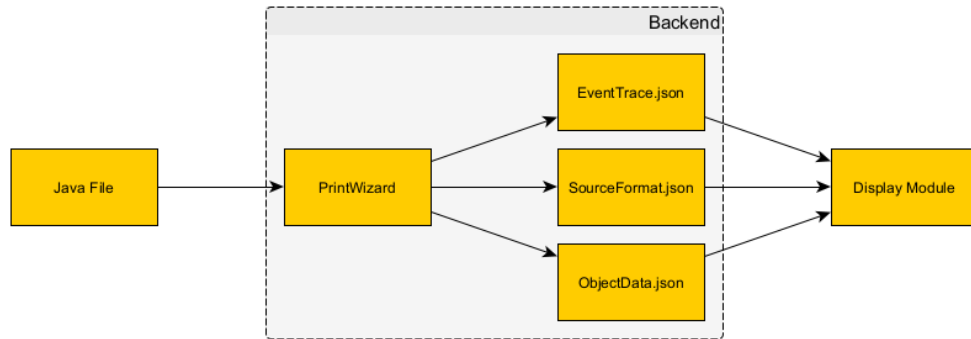 Backend
EventTrace.json
Java File
PrintWizard
SourceFormat.json
Display Module
ObjectData.json